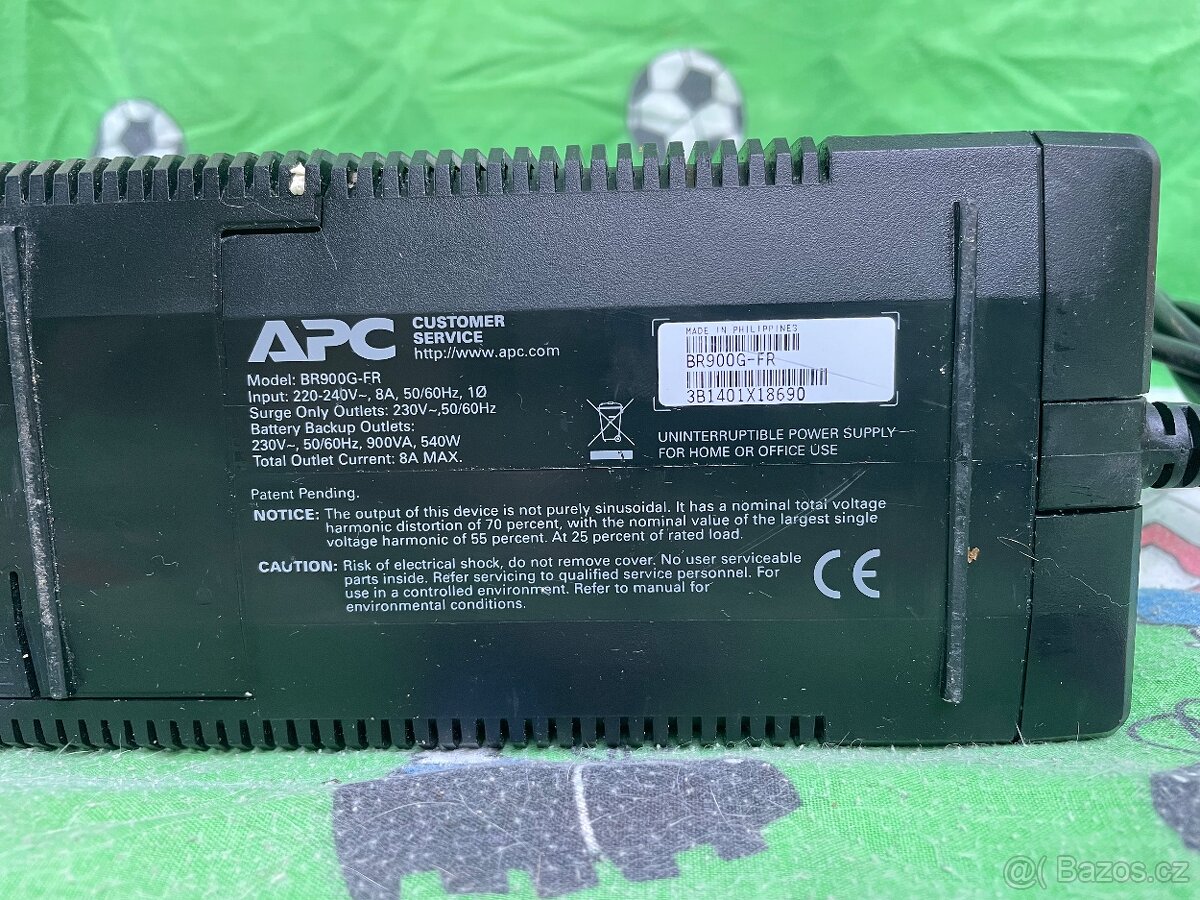 APC CUSTOMER
SERVICE
http://www.apc.com
Model: BR900G-FR
Input: 220-240V~, 8A, 50/60Hz, 1Ø
Surge Only Outlets: 230V~,50/60Hz
Battery Backup Outlets:
230V~, 50/60Hz, 900VA, 540W
Total Outlet Current: 8A MAX.
MADE IN PHILIPPINES
BR900G-FR
3B1401X18690
UNINTERRUPTIBLE POWER SUPPLY
FOR HOME OR OFFICE USE
Patent Pending.
NOTICE: The output of this device is not purely sinusoidal. It has a nominal total voltage
harmonic distortion of 70 percent, with the nominal value of the largest single
voltage harmonic of 55 percent. At 25 percent of rated load.
CAUTION: Risk of electrical shock, do not remove cover. No user serviceable
parts inside. Refer servicing to qualified service personnel. For
use in a controlled environment. Refer to manual for
environmental conditions.
CE
Bazos.cz